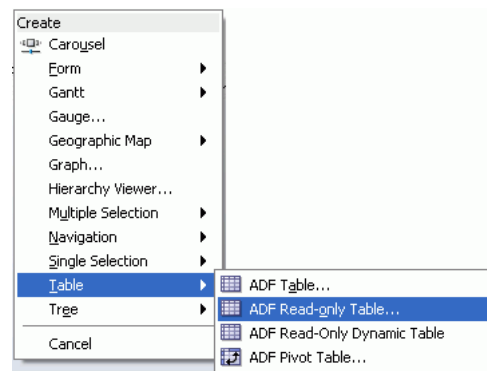 Create
Carousel
Form
Gantt
Gauge...
Geographic Map
Graph...
Hierarchy Viewer...
Multiple Selection
Navigation
Single Selection
Table
Tree
Cancel
ADF Table...
ADF Read-only Table...
ADF Read-Only Dynamic Table
ADF Pivot Table...